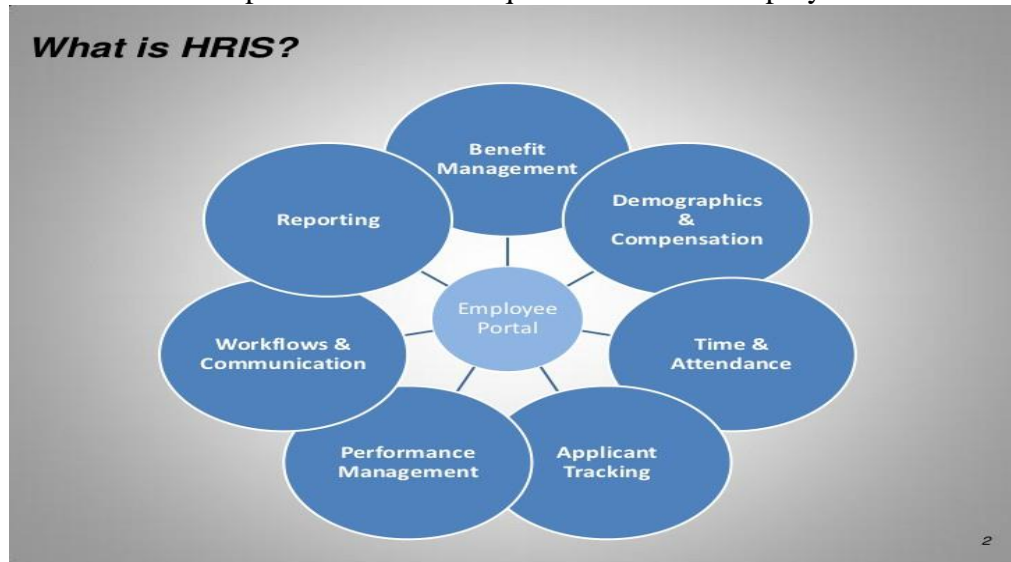 What is HRIS?
Benefit
Management
Demographics
&
Compensation
Time &
Attendance
Applicant
Tracking
Performance
Management
Workflows &
Communication
Reporting
Employee
Portal
2